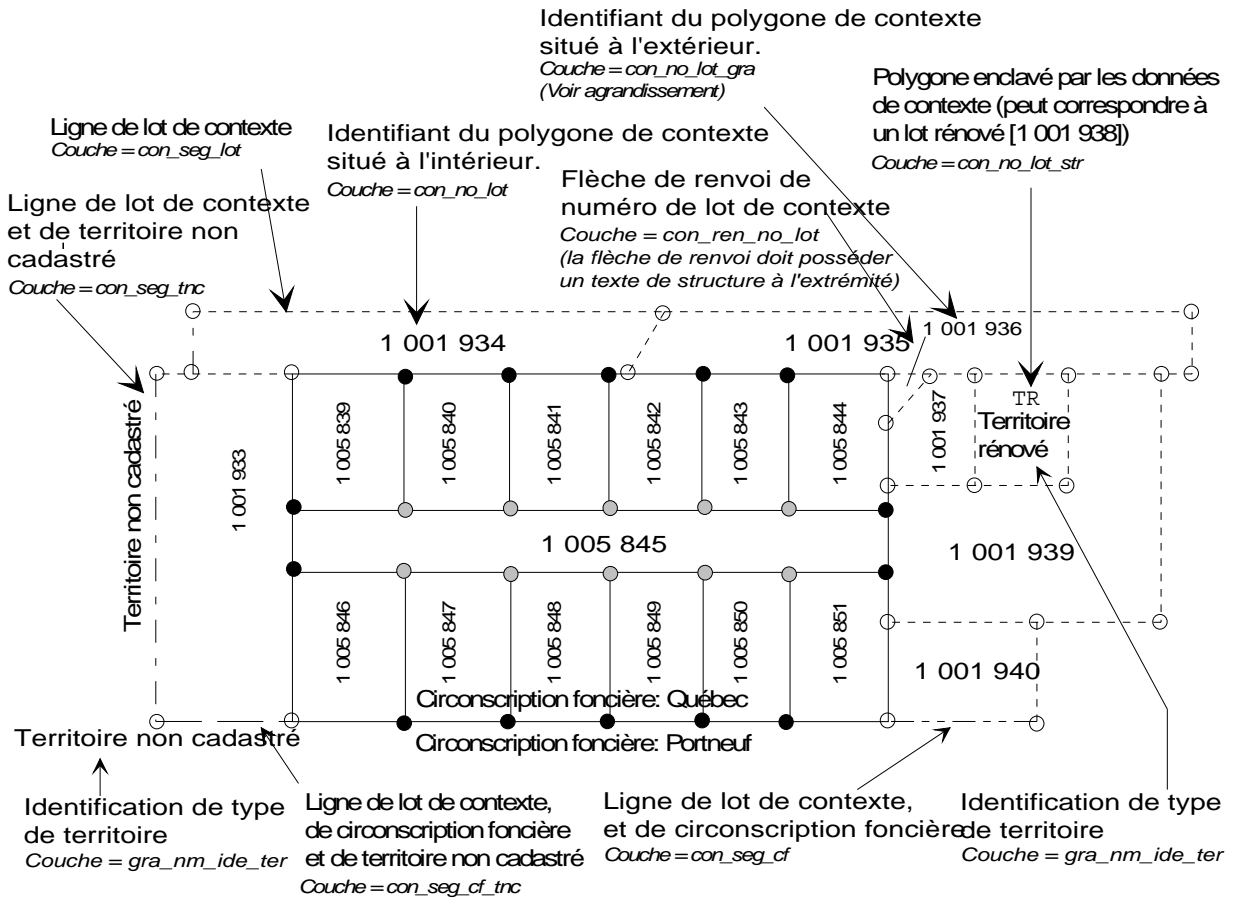 Identifiant du polygone de contexte
situé à l'extérieur.
Couche = con_no_lot_gra
(Voir agrandissement)
Polygone enclavé par les données
de contexte (peut correspondre à
un lot rénové [1 001 938])
Couche = con_no_lot_str
Ligne de lot de contexte
Couche = con_seg_lot
Identifiant du polygone de contexte
situé à l'intérieur.
Couche = con_no_lot
Flèche de renvoi de
numéro de lot de contexte
Couche = con_ren_no_lot
(la flèche de renvoi doit posséder
un texte de structure à l'extrémité)
Ligne de lot de contexte
et de territoire non
cadastré
Couche = con_seg_tnc
1 001 934
1 001 935
1 001 936
Territoire non cadastré
1 001 933
1 005 839
1 005 840
1 005 841
1 005 842
1 005 843
1 005 844
1 001 937
TR
Territoire
rénové
1 005 845
1 001 939
1 005 846
1 005 847
1 005 848
1 005 849
1 005 850
1 005 851
1 001 940
Circonscription foncière: Québec
Circonscription foncière: Portneuf
Territoire non cadastré
Identification de type
de territoire
Couche = gra_nm_ide_ter
Ligne de lot de contexte,
de circonscription foncière
et de territoire non cadastré
Couche = con_seg_cf_tnc
Ligne de lot de contexte,
et de circonscription foncière
Couche = con_seg_cf
Identification de type
de territoire
Couche = gra_nm_ide_ter